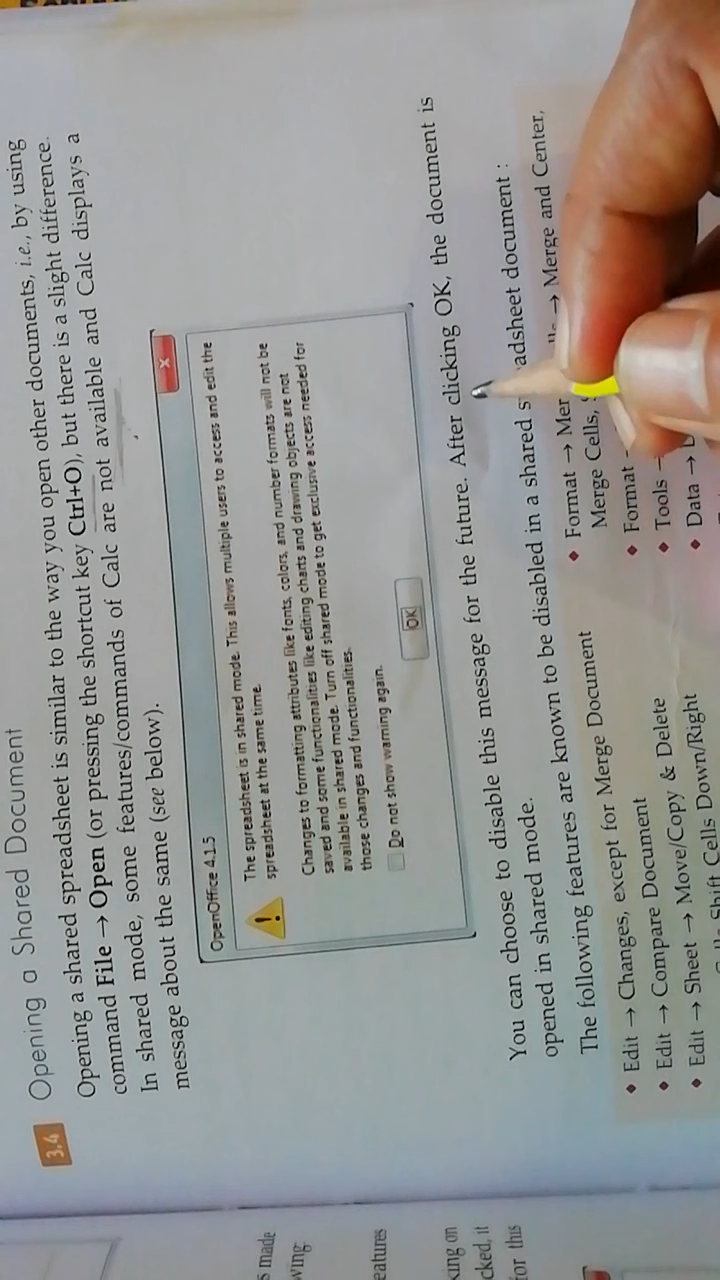 3.4 Opening a Shared Document
Opening a shared spreadsheet is similar to the way you open other documents, i.e., by using
command File → Open (or pressing the shortcut key Ctrl+O), but there is a slight difference.
In shared mode, some features/commands of Calc are not available and Calc displays a
message about the same (see below).
OpenOffice 4.1.5
x
The spreadsheet is in shared mode. This allows multiple users to access and edit the
spreadsheet at the same time.
Changes to formatting attributes like fonts, colors, and number formats will not be
saved and some functionalities like editing charts and drawing objects are not
available in shared mode. Turn off shared mode to get exclusive access needed for
those changes and functionalities.
Do not show warning again.
OK
You can choose to disable this message for the future. After clicking OK, the document is
opened in shared mode.
The following features are known to be disabled in a shared adsheet document :
♦ Edit → Changes, except for Merge Document
♦ Edit → Compare Document
♦ Edit → Sheet → Move/Copy & Delete
Shift Cells Down/Right
♦ Format → Mer → Merge and Center,
Merge Cells,
♦ Format
♦ Tools →
♦ Data →
made
eatures
for this